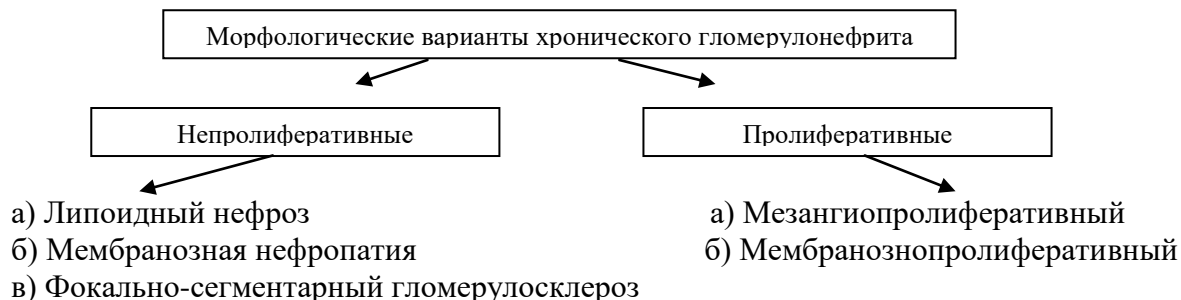 Морфологические варианты хронического гломерулонефрита
Непролиферативные
Пролиферативные
а) Липоидный нефроз
б) Мембранозная нефропатия
в) Фокально-сегментарный гломерулосклероз
а) Мезангиопролиферативный
б) Мембранознопролиферативный